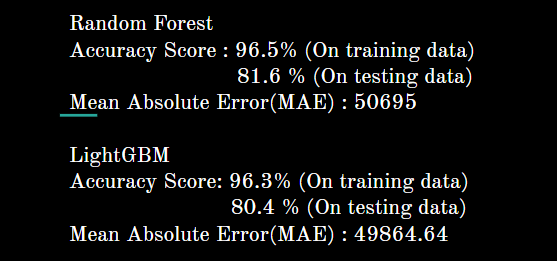 Random Forest
Accuracy Score : 96.5% (On training data)
81.6 % (On testing data)
Mean Absolute Error(MAE) : 50695
LightGBM
Accuracy Score: 96.3% (On training data)
80.4 % (On testing data)
Mean Absolute Error(MAE) : 49864.64